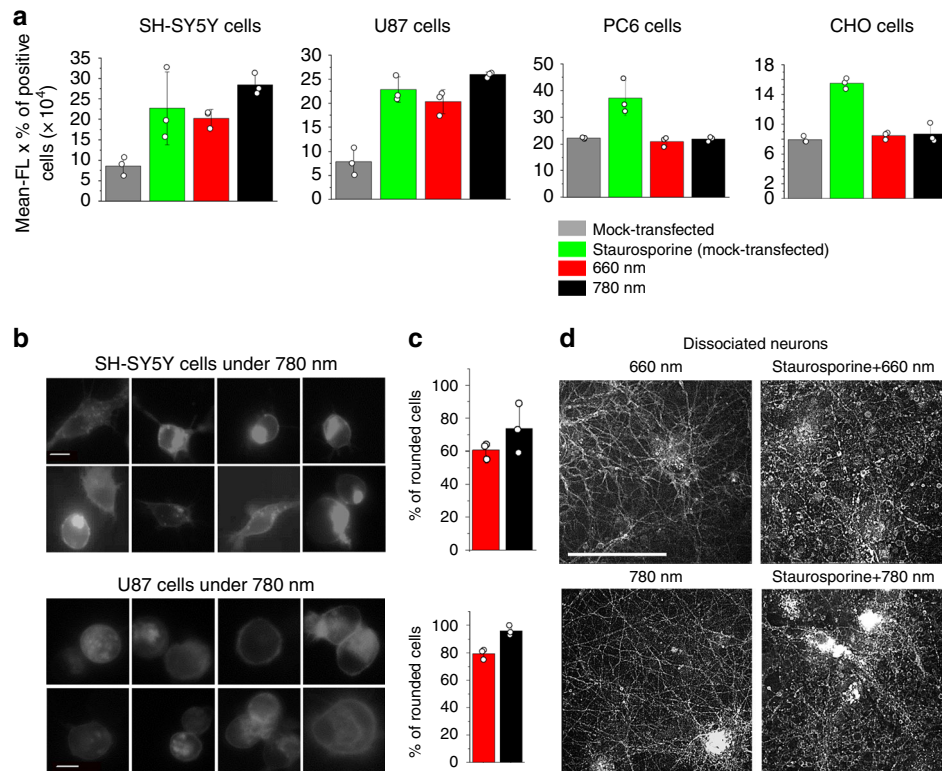 a
SH-SY5Y cells
U87 cells
PC6 cells
CHO cells
Mean-FL x % of positive
cells (× 10⁴)
35
30
25
20
15
10
5
0
30
25
20
15
10
5
0
50
40
30
20
10
0
18
14
10
8
6
4
2
0
Mock-transfected
Staurosporine (mock-transfected)
660 nm
780 nm
b
SH-SY5Y cells under 780 nm
U87 cells under 780 nm
c
% of rounded cells
100
80
60
40
20
0
% of rounded cells
100
80
60
40
20
0
d
Dissociated neurons
660 nm
Staurosporine+660 nm
780 nm
Staurosporine+780 nm